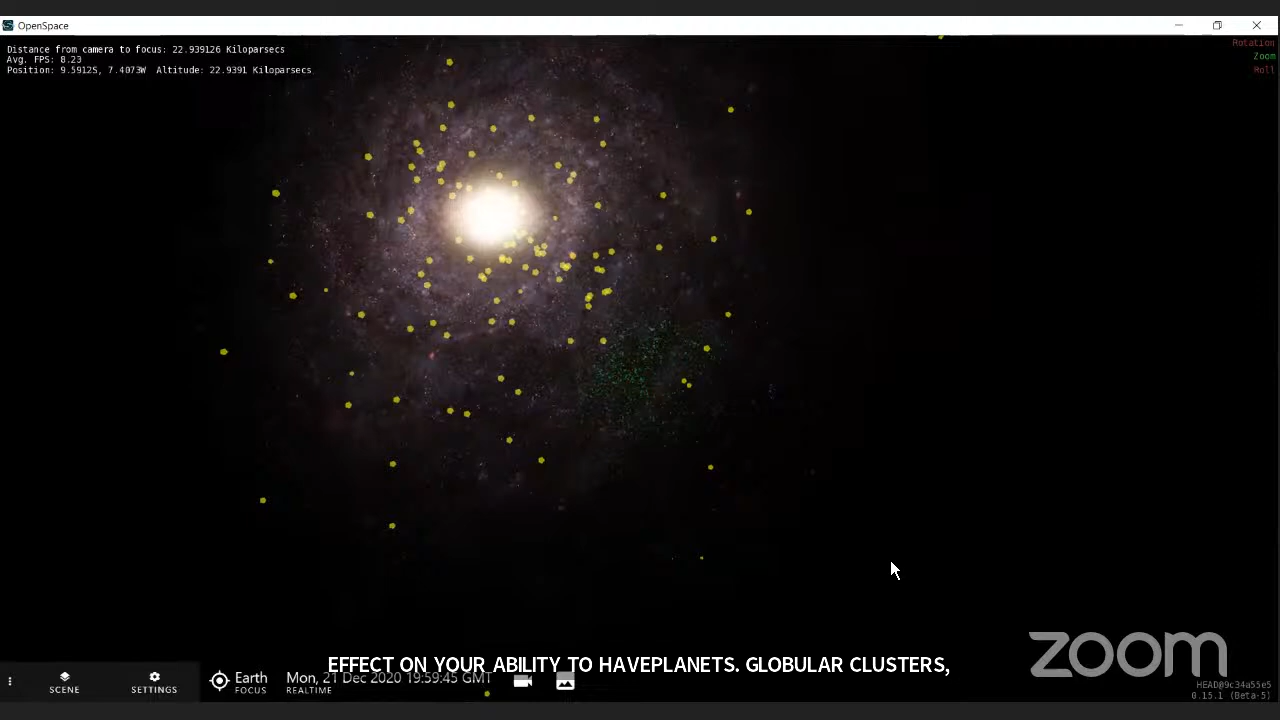 OpenSpace
Distance from camera to focus: 22.939126 Kiloparsecs
Avg. FPS: 8.23
Position: 9.5912S, 7.4073W  Altitude: 22.9391 Kiloparsecs
Rotation
Zoom
Roll
EFFECT ON YOUR ABILITY TO HAVEPLANETS. GLOBULAR CLUSTERS,
zoom
SCENE
SETTINGS
Earth
FOCUS
Mon, 21 Dec 2020 19:59:45 GMT
REALTIME
HEAD@9c34a55e5
0.15.1 (Beta-5)